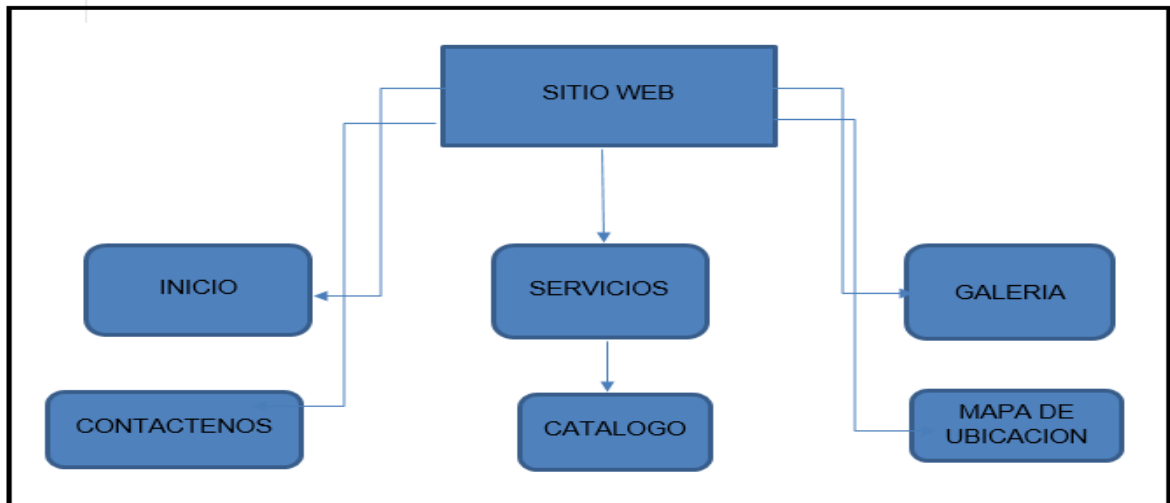 SITIO WEB
INICIO
SERVICIOS
GALERIA
CONTACTENOS
CATALOGO
MAPA DE
UBICACION